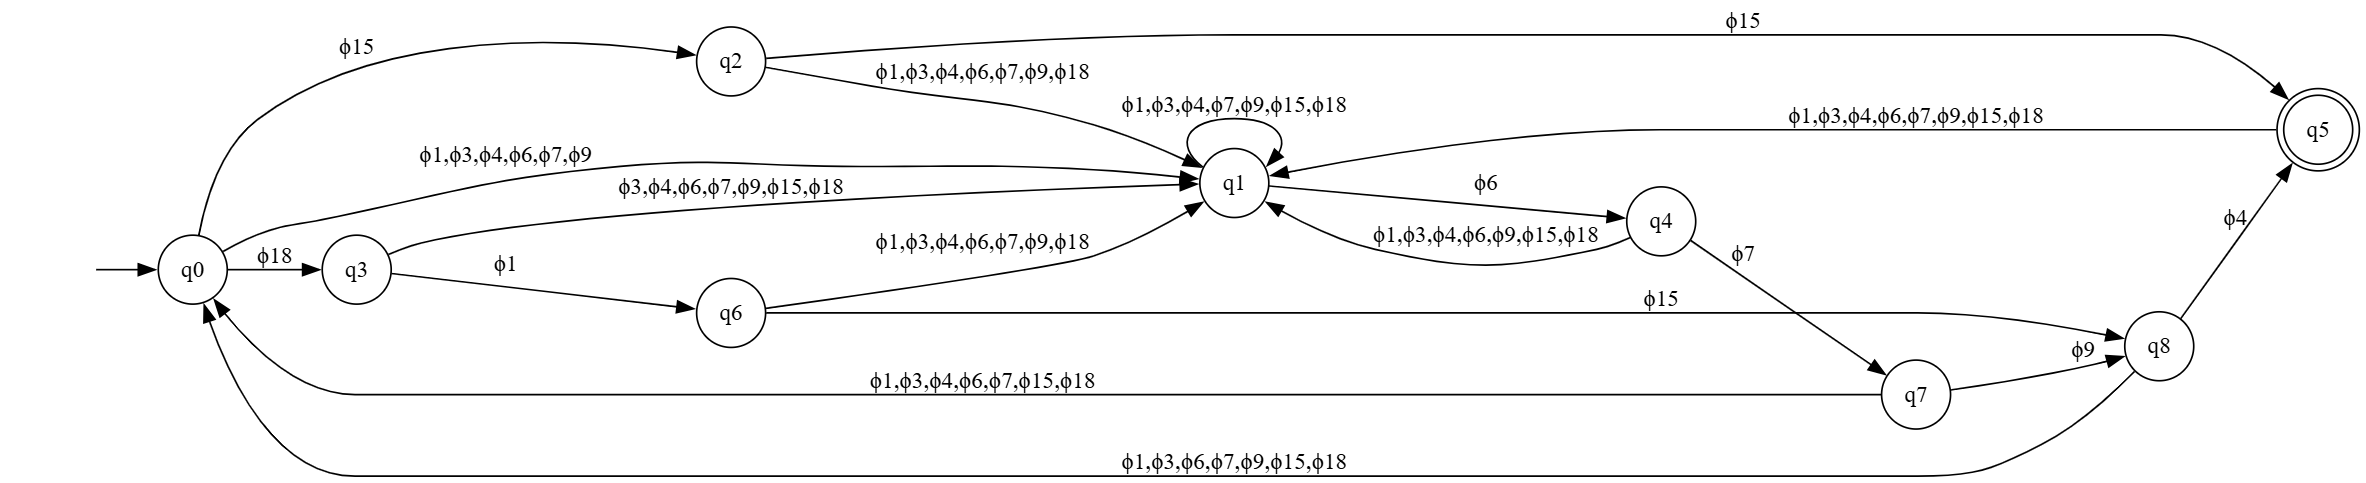 ϕ15
ϕ15
q2
ϕ1,ϕ3,ϕ4,ϕ6,ϕ7,ϕ9,ϕ18
ϕ1,ϕ3,ϕ4,ϕ7,ϕ9,ϕ15,ϕ18
ϕ1,ϕ3,ϕ4,ϕ6,ϕ7,ϕ9,ϕ15,ϕ18
q5
ϕ1,ϕ3,ϕ4,ϕ6,ϕ7,ϕ9
ϕ3,ϕ4,ϕ6,ϕ7,ϕ9,ϕ15,ϕ18
q1
ϕ6
q4
ϕ4
ϕ1,ϕ3,ϕ4,ϕ6,ϕ7,ϕ9,ϕ18
ϕ1,ϕ3,ϕ4,ϕ6,ϕ9,ϕ15,ϕ18
q0
ϕ18
q3
ϕ1
ϕ7
q6
ϕ15
q8
ϕ9
ϕ1,ϕ3,ϕ4,ϕ6,ϕ7,ϕ15,ϕ18
q7
ϕ1,ϕ3,ϕ6,ϕ7,ϕ9,ϕ15,ϕ18